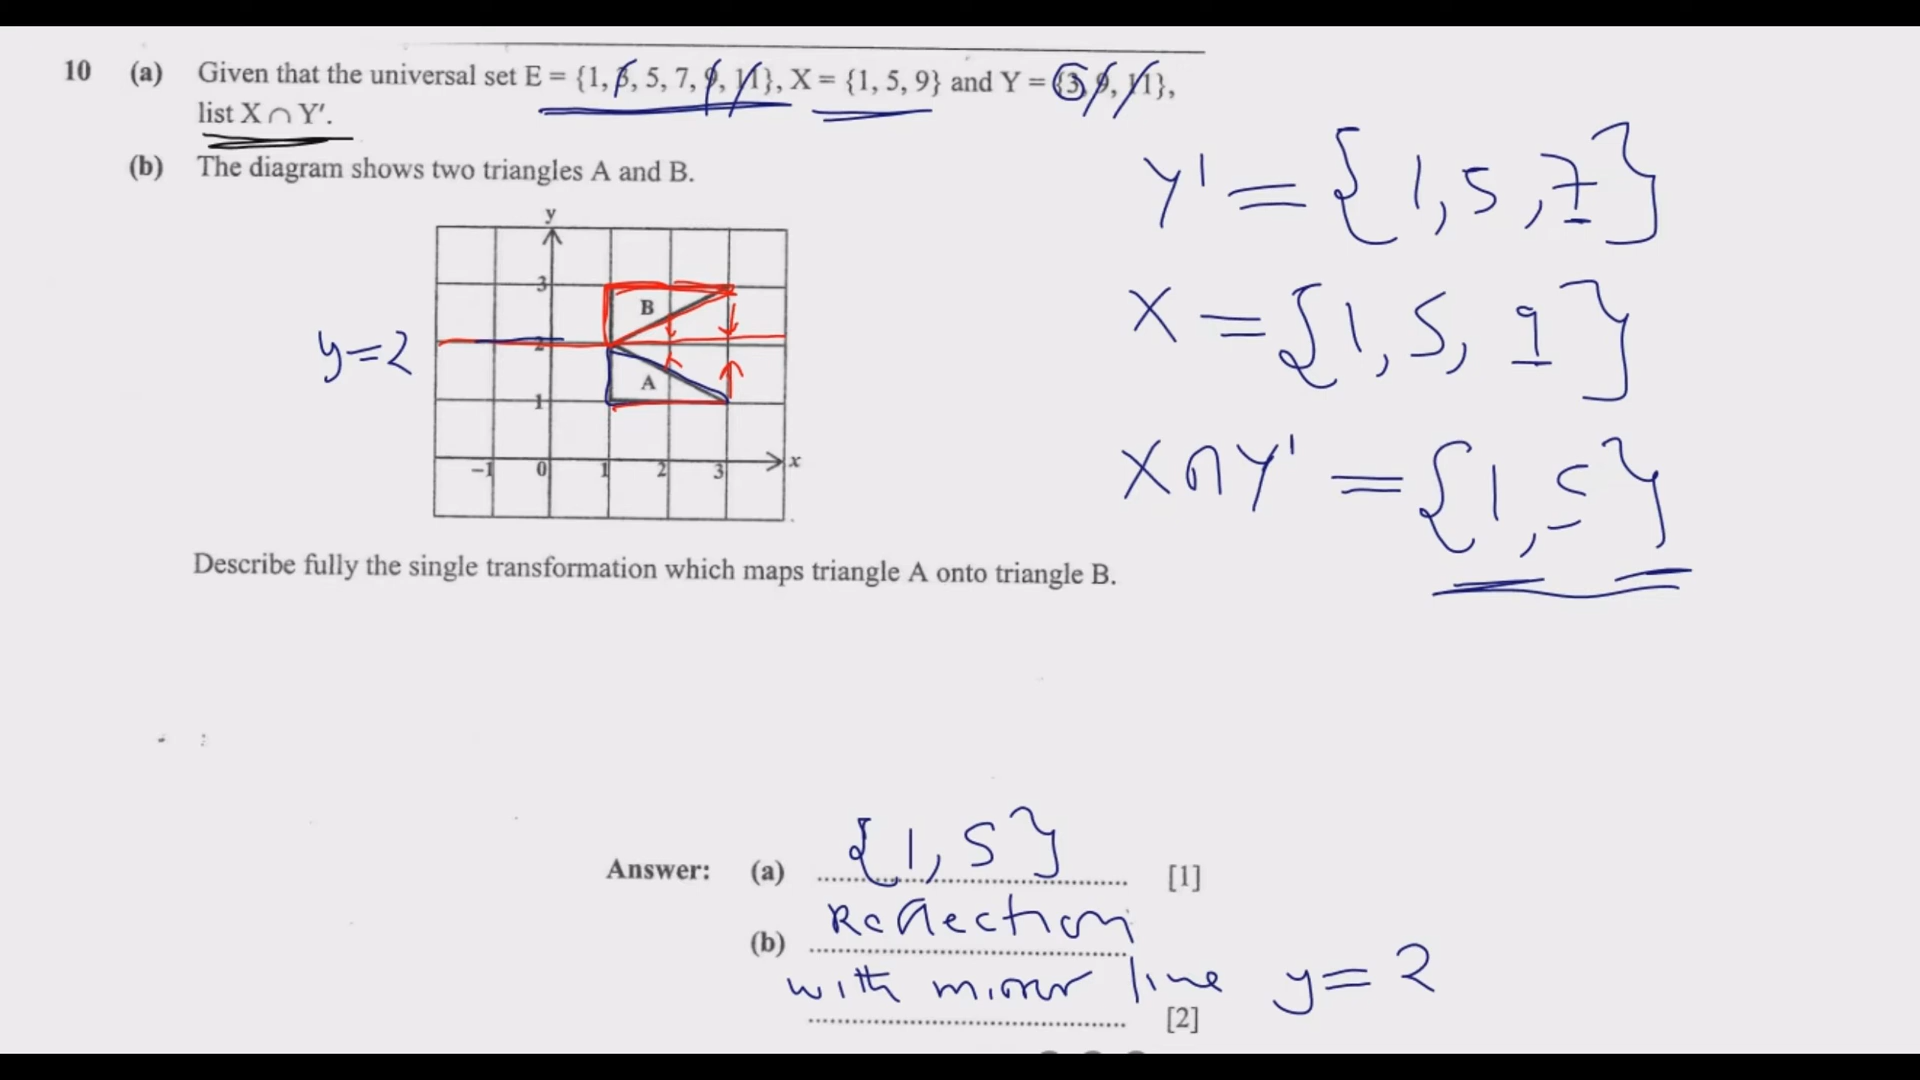 10 (a) Given that the universal set E = {1, 3, 5, 7, 9, 11}, X = {1, 5, 9} and Y = {3, 9, 11},
list X ∩ Y′.
(b) The diagram shows two triangles A and B.
y
3
B
2
A
1
−1 0 1 2 3 x
y=2
Y' = {1, 5, 7}
X = {1, 5, 9}
X∩Y' = {1, 5}
Describe fully the single transformation which maps triangle A onto triangle B.
Answer: (a) {1, 5} [1]
(b) Reflection
with mirror line y = 2
[2]